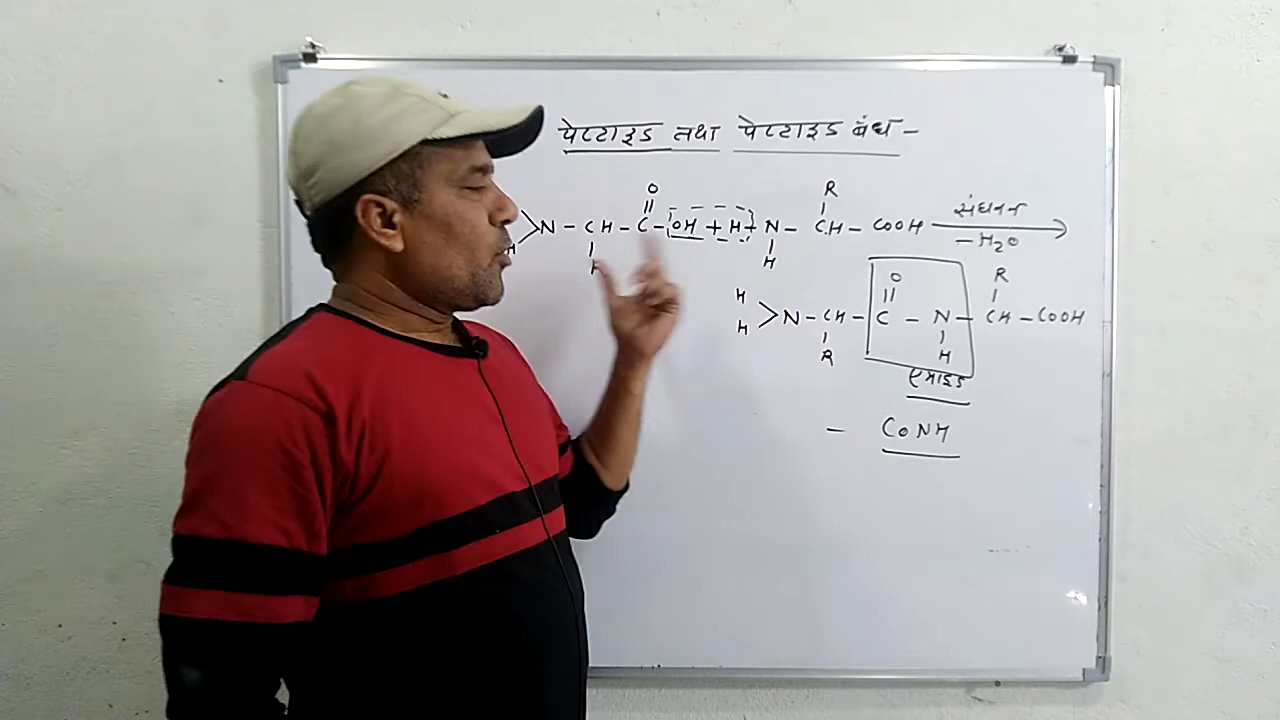 पेप्टाइड तथा पेप्टाइड बंध -
O R
H >N - CH - C - OH + H - N - CH - COOH संघनन
H - H2O
O R
H
H >N - CH - C - N - CH - COOH
R H
एमाइड
- CONH